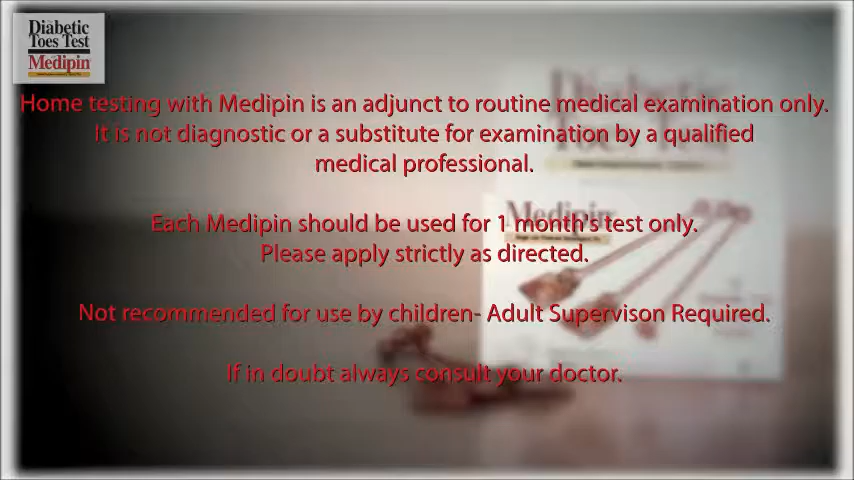 Diabetic
Toes Test
Medipin
Home testing with Medipin is an adjunct to routine medical examination only.
It is not diagnostic or a substitute for examination by a qualified
medical professional.
Each Medipin should be used for 1 month's test only.
Please apply strictly as directed.
Not recommended for use by children- Adult Supervison Required.
If in doubt always consult your doctor.
Diabetic
Medipin